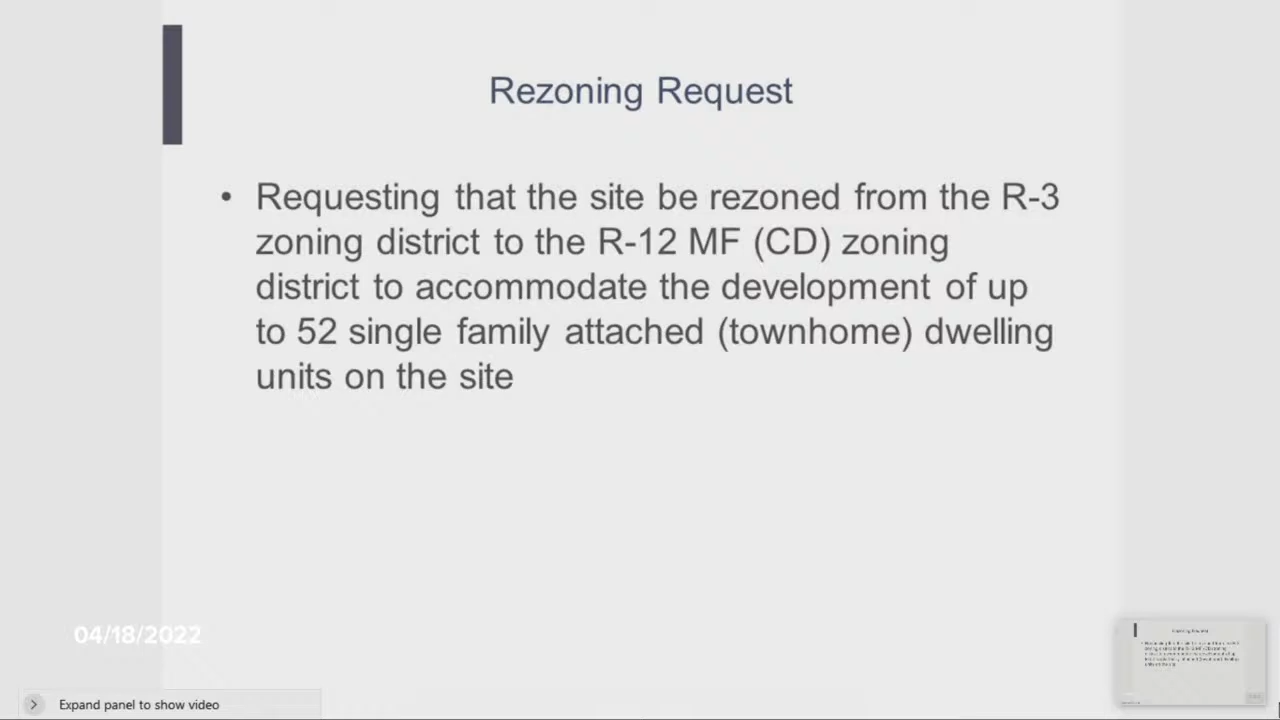 Rezoning Request
• Requesting that the site be rezoned from the R-3
zoning district to the R-12 MF (CD) zoning
district to accommodate the development of up
to 52 single family attached (townhome) dwelling
units on the site
04/18/2022
Expand panel to show video